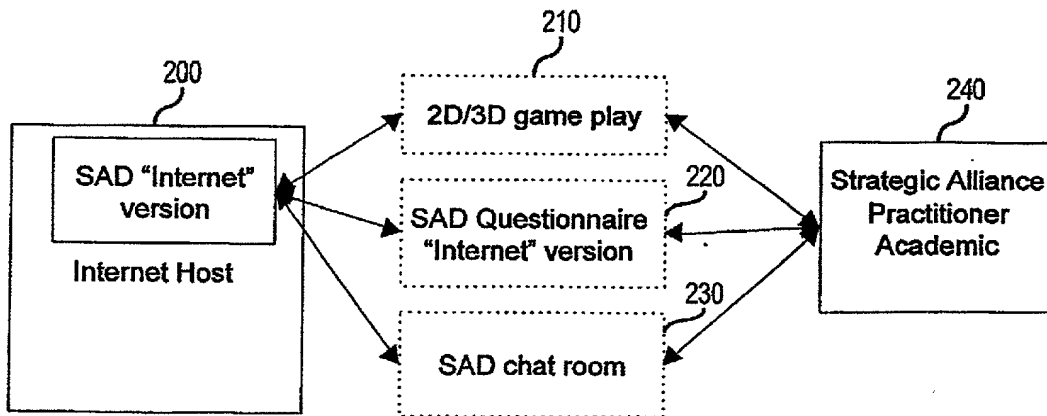 210
200
2D/3D game play
240
SAD “Internet”
version
Internet Host
220
SAD Questionnaire
“Internet” version
Strategic Alliance
Practitioner
Academic
230
SAD chat room